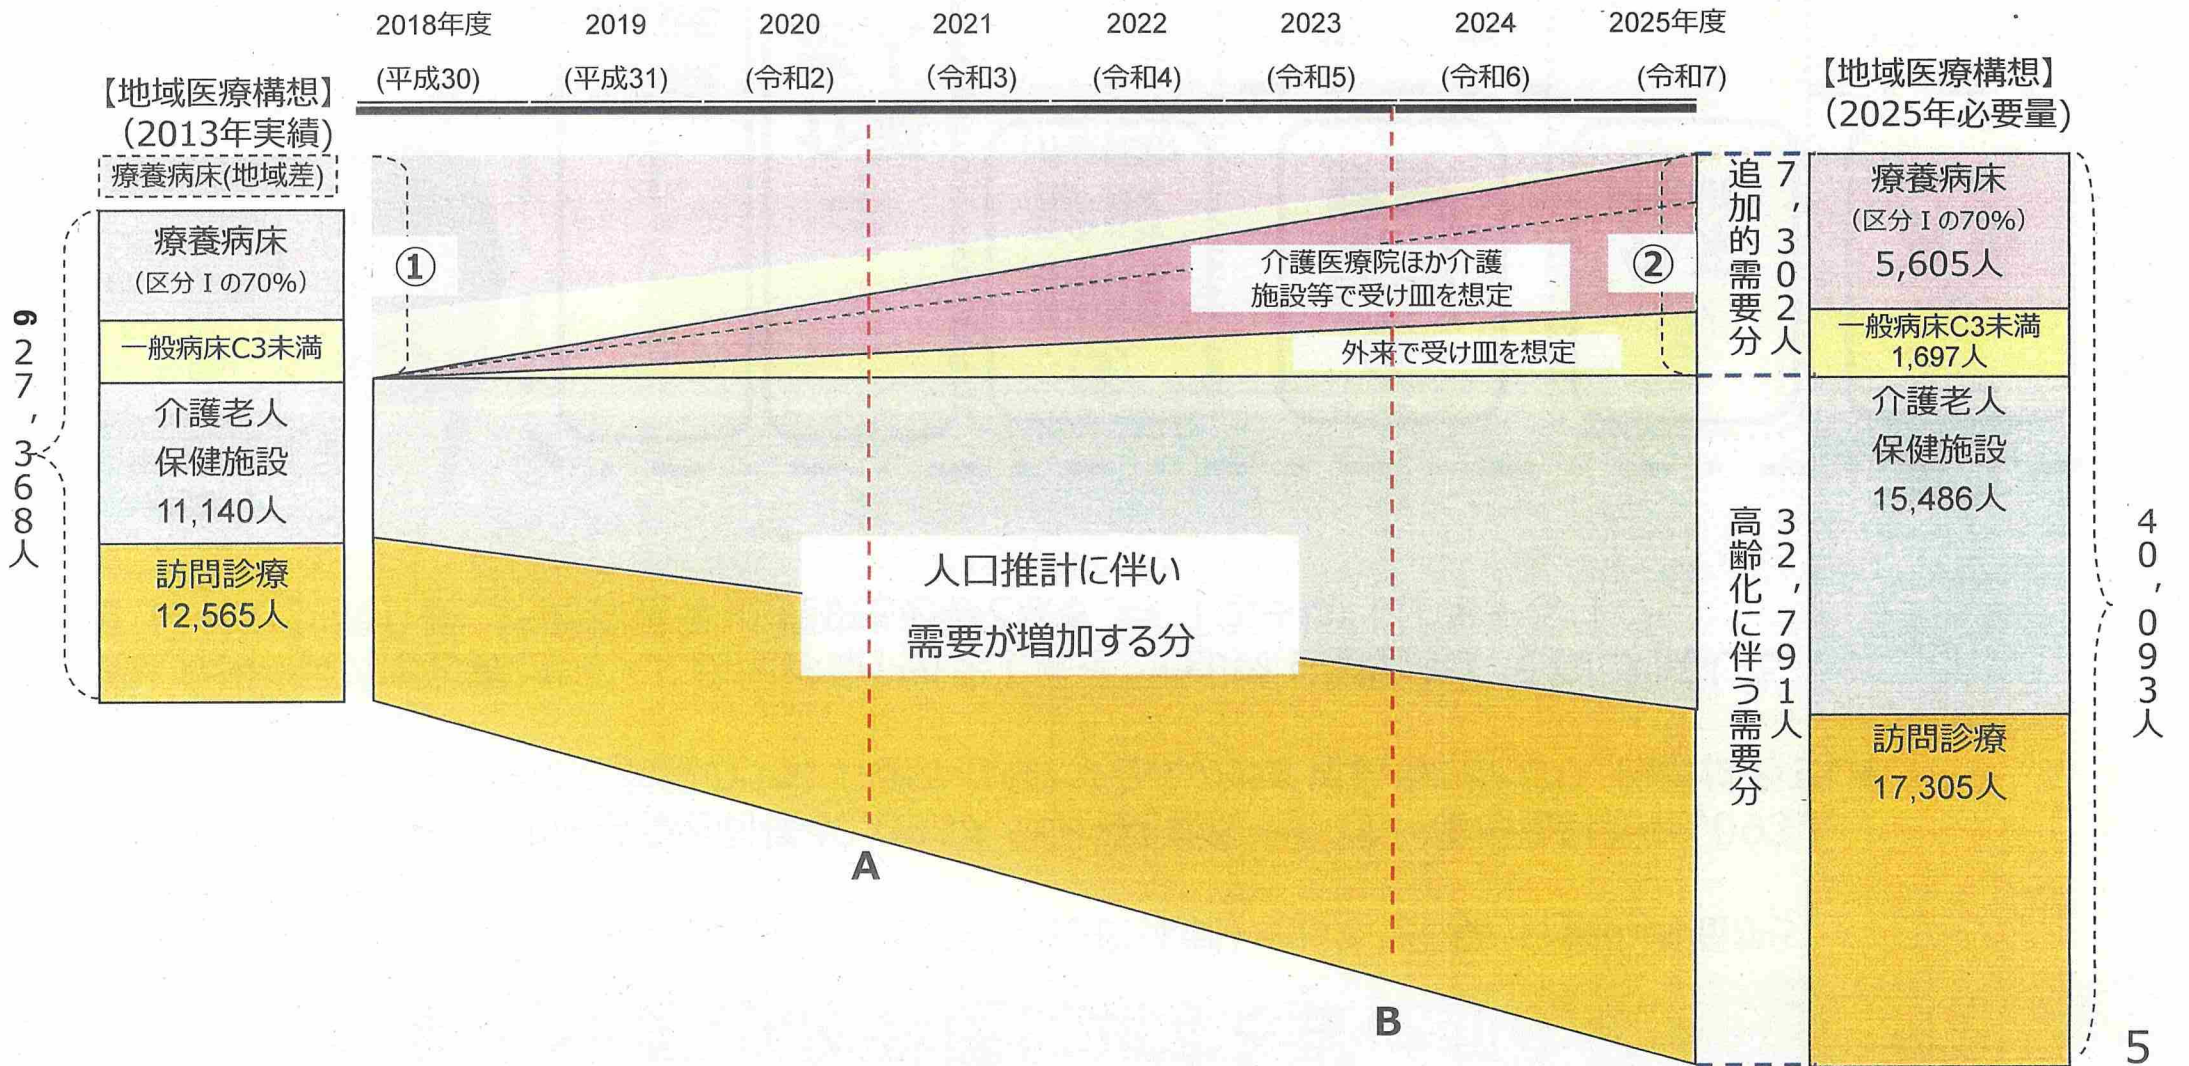 2018年度 2019 2020 2021 2022 2023 2024 2025年度
(平成30) (平成31) (令和2) (令和3) (令和4) (令和5) (令和6) (令和7)
【地域医療構想】
(2013年実績)
療養病床(地域差)
療養病床
(区分Ⅰの70%)
一般病床C3未満
介護老人
保健施設
11,140人
訪問診療
12,565人
927,368人
①
介護医療院ほか介護
施設等で受け皿を想定
②
外来で受け皿を想定
人口推計に伴い
需要が増加する分
A
B
追加的需要分
7,302人
高齢化に伴う需要分
32,791人
【地域医療構想】
(2025年必要量)
療養病床
(区分Ⅰの70%)
5,605人
一般病床C3未満
1,697人
介護老人
保健施設
15,486人
訪問診療
17,305人
40,093人
5